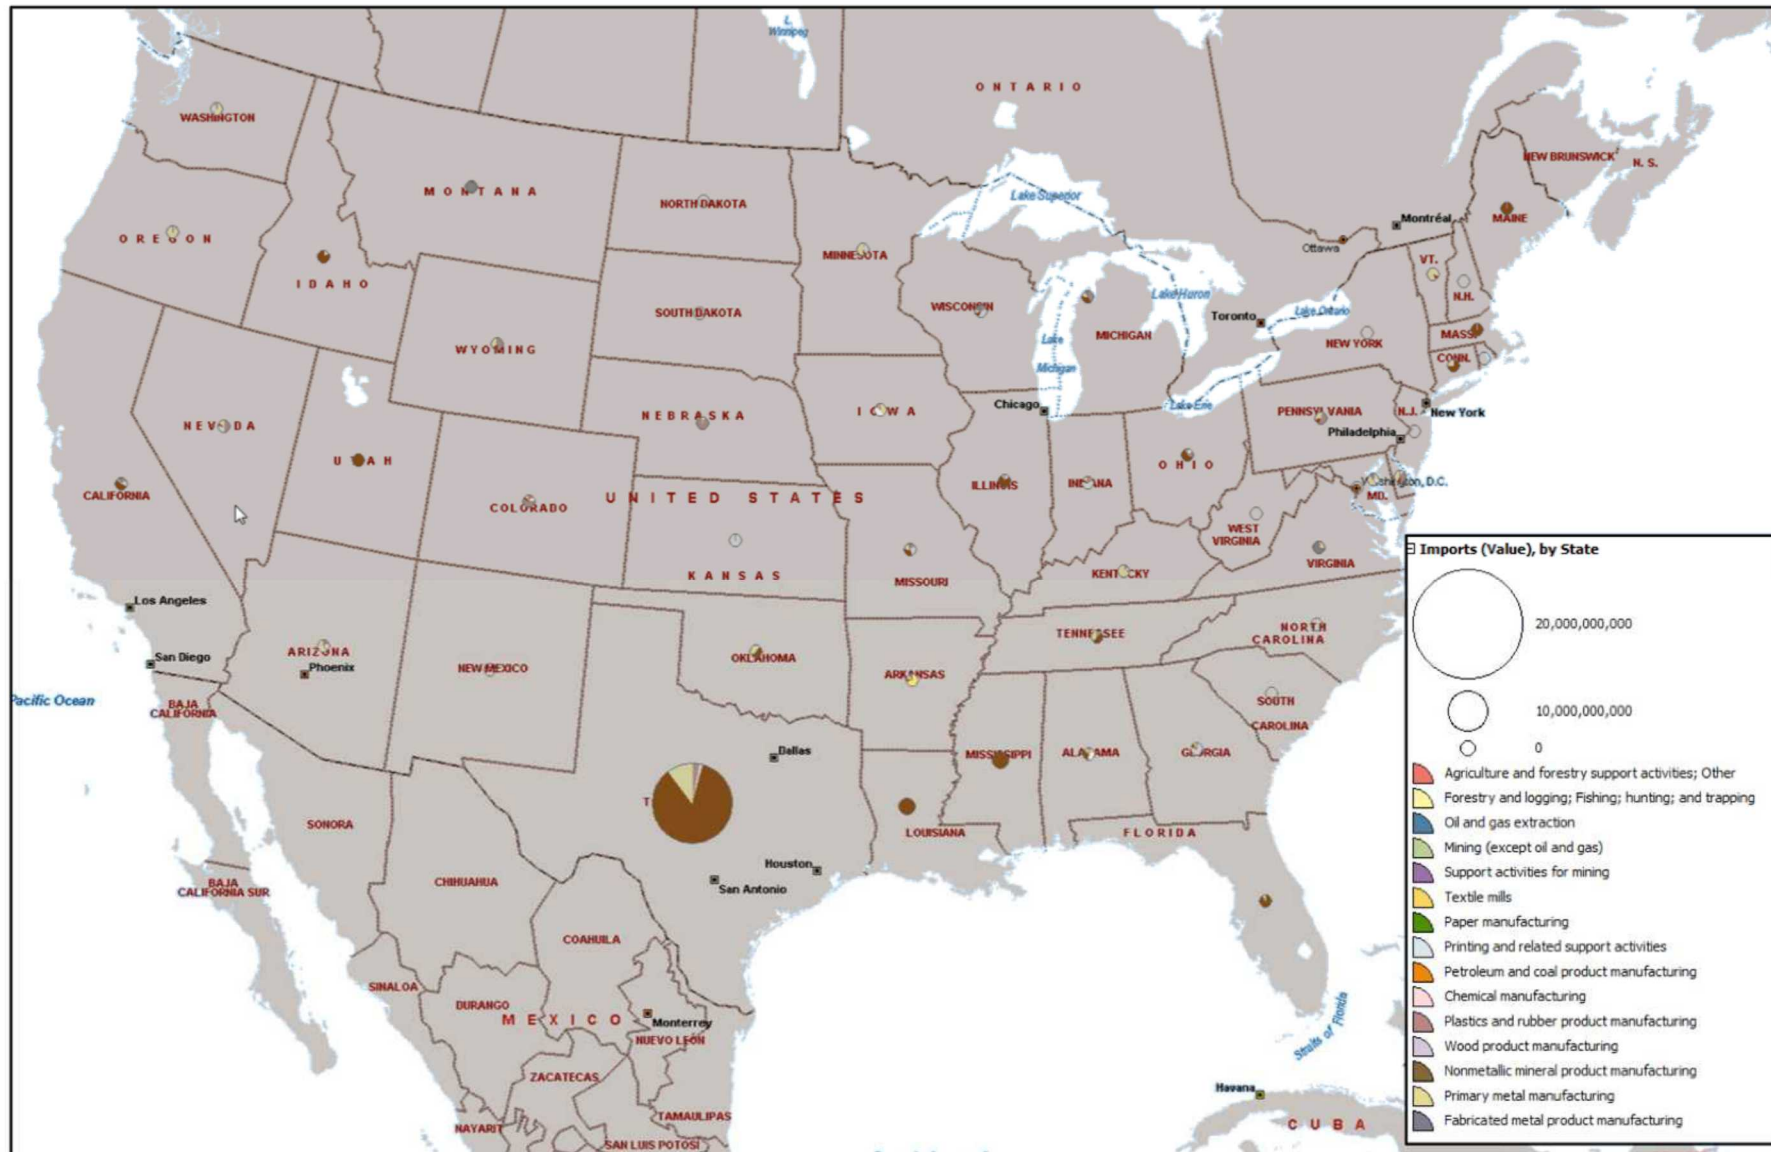 L.
Winnipeg
ONTARIO
WASHINGTON
MONTANA
NORTH DAKOTA
NEW BRUNSWICK
N. S.
Lake Superior
MAINE
Montréal
Ottawa
OREGON
IDAHO
MINNESOTA
VT.
N.H.
SOUTH DAKOTA
WISCONSIN
Lake Huron
Toronto
Lake Ontario
MICHIGAN
NEW YORK
MASS.
CONN.
WYOMING
Lake
Michigan
Lake Erie
NEBRASKA
IOWA
Chicago
PENNSYLVANIA
N.J.
New York
Philadelphia
NEVADA
UTAH
OHIO
CALIFORNIA
COLORADO
UNITED STATES
ILLINOIS
INDIANA
Washington, D.C.
MD.
WEST
VIRGINIA
VIRGINIA
KANSAS
MISSOURI
KENTUCKY
Los Angeles
San Diego
ARIZONA
Phoenix
NEW MEXICO
OKLAHOMA
TENNESSEE
NORTH
CAROLINA
ARKANSAS
SOUTH
CAROLINA
Pacific Ocean
BAJA
CALIFORNIA
Dallas
MISSISSIPPI
ALABAMA
GEORGIA
T
LOUISIANA
FLORIDA
SONORA
Houston
San Antonio
CHIHUAHUA
BAJA
CALIFORNIA SUR
COAHUILA
SINALOA
DURANGO
MEXICO
Monterrey
NUEVO LEÓN
ZACATECAS
TAMAULIPAS
NAYARIT
SAN LUIS POTOSÍ
Straits of Florida
Havana
CUBA
Imports (Value), by State
20,000,000,000
10,000,000,000
0
Agriculture and forestry support activities; Other
Forestry and logging; Fishing; hunting; and trapping
Oil and gas extraction
Mining (except oil and gas)
Support activities for mining
Textile mills
Paper manufacturing
Printing and related support activities
Petroleum and coal product manufacturing
Chemical manufacturing
Plastics and rubber product manufacturing
Wood product manufacturing
Nonmetallic mineral product manufacturing
Primary metal manufacturing
Fabricated metal product manufacturing